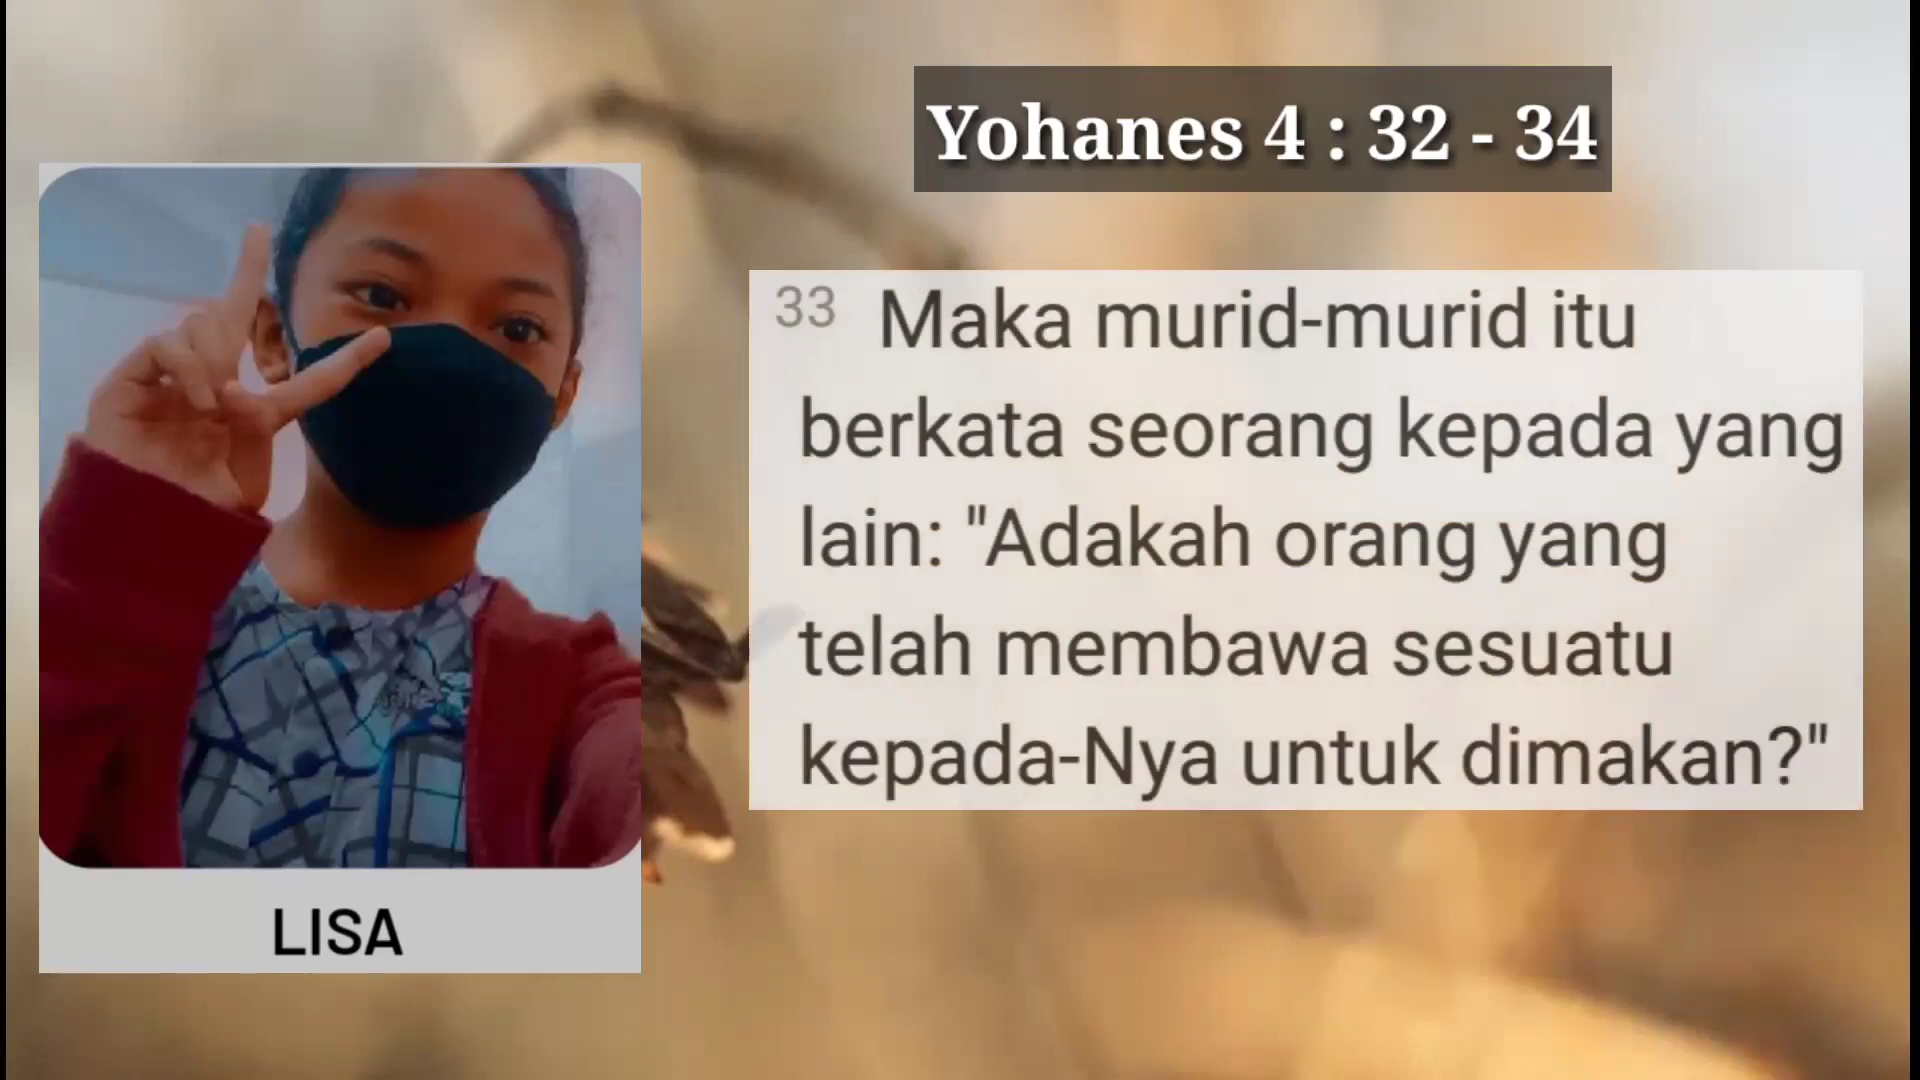 Yohanes 4 : 32 - 34
33 Maka murid-murid itu
berkata seorang kepada yang
lain: "Adakah orang yang
telah membawa sesuatu
kepada-Nya untuk dimakan?"
LISA